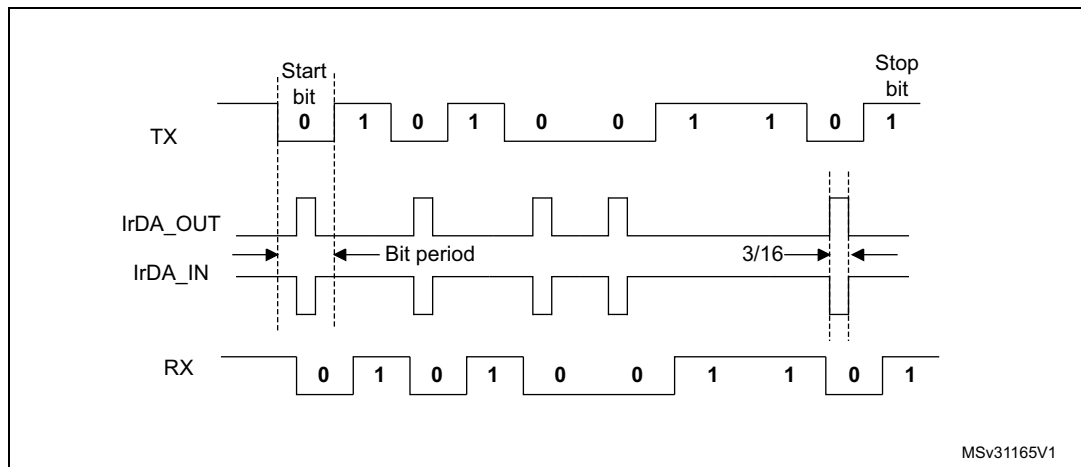 Start
bit
Stop
bit
TX
0 1 0 1 0 0 1 1 0 1
IrDA_OUT
Bit period
3/16
IrDA_IN
RX
0 1 0 1 0 0 1 1 0 1
MSv31165V1